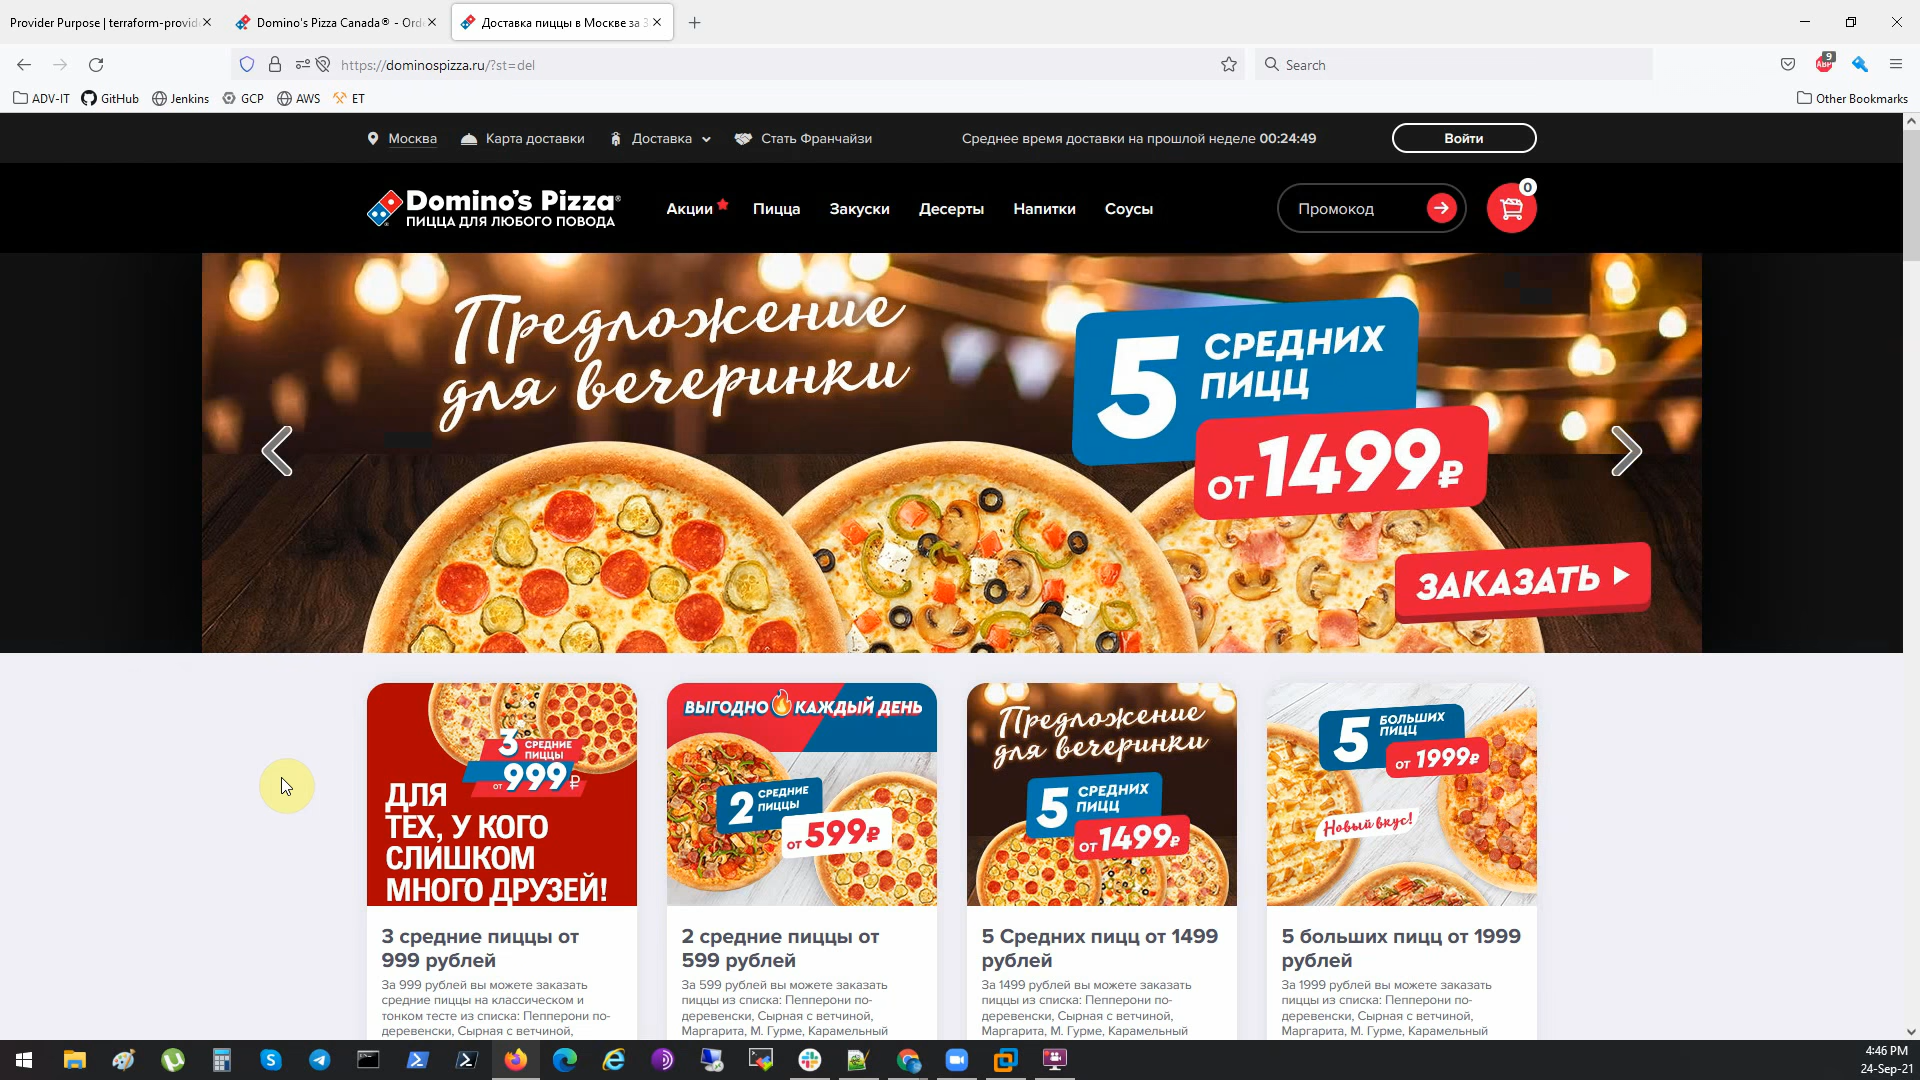 Provider Purpose | terraform-provid
Domino's Pizza Canada® - Ord
Доставка пиццы в Москве за 3
https://dominospizza.ru/?st=del
Search
9
ABP
ADV-IT
GitHub
Jenkins
GCP
AWS
ET
Other Bookmarks
Москва
Карта доставки
Доставка
Стать Франчайзи
Среднее время доставки на прошлой неделе 00:24:49
Войти
Domino's Pizza®
ПИЦЦА ДЛЯ ЛЮБОГО ПОВОДА
Акции
Пицца
Закуски
Десерты
Напитки
Соусы
Промокод
0
Предложение
для вечеринки
5 СРЕДНИХ
ПИЦЦ
ОТ 1499₽
ЗАКАЗАТЬ
3 СРЕДНИЕ
ПИЦЦЫ
ОТ 999₽
ДЛЯ
ТЕХ, У КОГО
СЛИШКОМ
МНОГО ДРУЗЕЙ!
3 средние пиццы от
999 рублей
За 999 рублей вы можете заказать
средние пиццы на классическом и
тонком тесте из списка: Пепперони по-
деревенски, Сырная с ветчиной,
ВЫГОДНО КАЖДЫЙ ДЕНЬ
2 СРЕДНИЕ
ПИЦЦЫ
ОТ 599₽
2 средние пиццы от
599 рублей
За 599 рублей вы можете заказать
пиццы из списка: Пепперони по-
деревенски, Сырная с ветчиной,
Маргарита, М. Гурме, Карамельный
Предложение
для вечеринки
5 СРЕДНИХ
ПИЦЦ
ОТ 1499₽
5 Средних пицц от 1499
рублей
За 1499 рублей вы можете заказать
пиццы из списка: Пепперони по-
деревенски, Сырная с ветчиной,
Маргарита, М. Гурме, Карамельный
5 БОЛЬШИХ
ПИЦЦ
ОТ 1999₽
Новый вкус!
5 больших пицц от 1999
рублей
За 1999 рублей вы можете заказать
пиццы из списка: Пепперони по-
деревенски, Сырная с ветчиной,
Маргарита, М. Гурме, Карамельный
4:46 PM
24-Sep-21